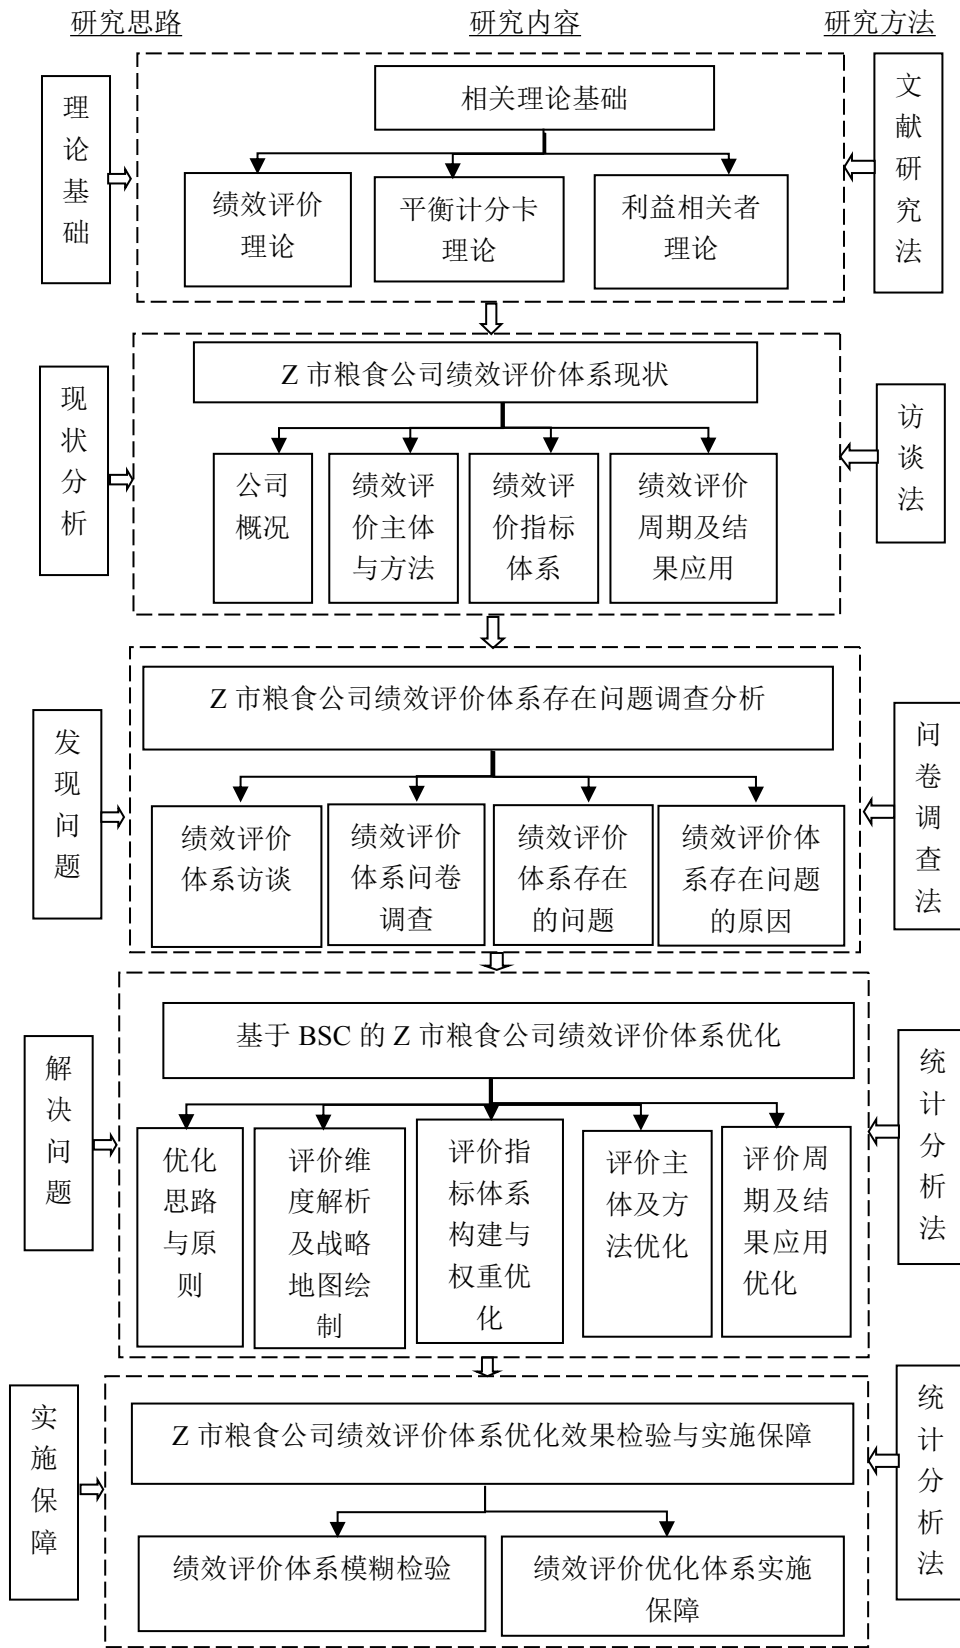 研究思路 研究内容 研究方法
理论基础
相关理论基础
绩效评价
理论
平衡计分卡
理论
利益相关者
理论
文献研究法
现状分析
Z 市粮食公司绩效评价体系现状
公司
概况
绩效评
价主体
与方法
绩效评
价指标
体系
绩效评价
周期及结
果应用
访谈法
发现问题
Z 市粮食公司绩效评价体系存在问题调查分析
绩效评价
体系访谈
绩效评价
体系问卷
调查
绩效评价
体系存在
的问题
绩效评价体
系存在问题
的原因
问卷调查法
解决问题
基于 BSC 的 Z 市粮食公司绩效评价体系优化
优化
思路
与原
则
评价维
度解析
及战略
地图绘
制
评价指
标体系
构建与
权重优
化
评价主
体及方
法优化
评价周
期及结
果应用
优化
统计分析法
实施保障
Z 市粮食公司绩效评价体系优化效果检验与实施保障
绩效评价体系模糊检验
绩效评价优化体系实施
保障
统计分析法